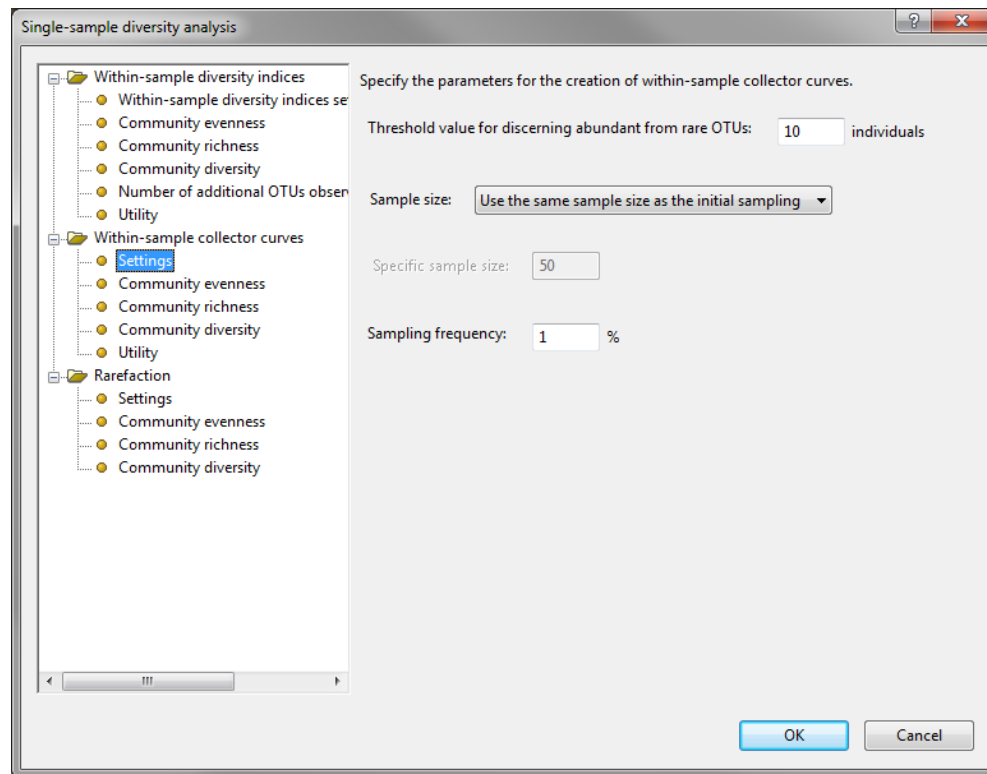 Single-sample diversity analysis
Within-sample diversity indices
Within-sample diversity indices se
Community evenness
Community richness
Community diversity
Number of additional OTUs obser
Utility
Within-sample collector curves
Settings
Community evenness
Community richness
Community diversity
Utility
Rarefaction
Settings
Community evenness
Community richness
Community diversity
Specify the parameters for the creation of within-sample collector curves.
Threshold value for discerning abundant from rare OTUs: 10 individuals
Sample size: Use the same sample size as the initial sampling
Specific sample size: 50
Sampling frequency: 1 %
OK Cancel